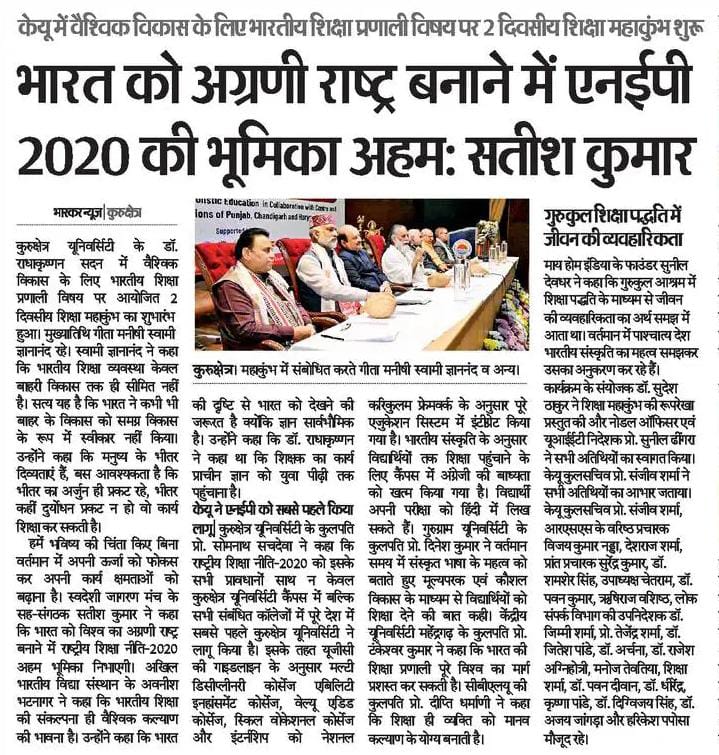 केयू में वैश्विक विकास के लिए भारतीय शिक्षा प्रणाली विषय पर 2 दिवसीय शिक्षा महाकुंभ शुरू
भारत को अग्रणी राष्ट्र बनाने में एनईपी
2020 की भूमिका अहम: सतीश कुमार
भास्कर न्यूज | कुरुक्षेत्र
कुरुक्षेत्र यूनिवर्सिटी के डॉ.
राधाकृष्णन सदन में वैश्विक
विकास के लिए भारतीय शिक्षा
प्रणाली विषय पर आयोजित 2
दिवसीय शिक्षा महाकुंभ का शुभारंभ
हुआ। मुख्यातिथि गीता मनीषी स्वामी
ज्ञानानंद रहे। स्वामी ज्ञानानंद ने कहा
कि भारतीय शिक्षा व्यवस्था केवल
बाहरी विकास तक ही सीमित नहीं
है। सत्य यह है कि भारत ने कभी भी
बाहर के विकास को समग्र विकास
के रूप में स्वीकार नहीं किया।
उन्होंने कहा कि मनुष्य के भीतर
दिव्यताएं हैं, बस आवश्यकता है कि
भीतर का अर्जुन ही प्रकट रहे, भीतर
कहीं दुर्योधन प्रकट न हो वो कार्य
शिक्षा कर सकती है।
हमें भविष्य की चिंता किए बिना
वर्तमान में अपनी ऊर्जा को फोकस
कर अपनी कार्य क्षमताओं को
बढ़ाना है। स्वदेशी जागरण मंच के
सह-संगठक सतीश कुमार ने कहा
कि भारत को विश्व का अग्रणी राष्ट्र
बनाने में राष्ट्रीय शिक्षा नीति-2020
अहम भूमिका निभाएगी। अखिल
भारतीय विद्या संस्थान के अवनीश
भटनागर ने कहा कि भारतीय शिक्षा
की संकल्पना ही वैश्विक कल्याण
की भावना है। उन्होंने कहा कि भारत
olistic Education in Collaboration with Centre and
ions of Punjab, Chandigarh and Hary
Supported
कुरुक्षेत्र। महाकुंभ में संबोधित करते गीता मनीषी स्वामी ज्ञाननंद व अन्य।
की दृष्टि से भारत को देखने की
जरूरत है क्योंकि ज्ञान सार्वभौमिक
है। उन्होंने कहा कि डॉ. राधाकृष्णन
ने कहा था कि शिक्षक का कार्य
प्राचीन ज्ञान को युवा पीढ़ी तक
पहुंचाना है।
केयू ने एनईपी को सबसे पहले किया
लागू| कुरुक्षेत्र यूनिवर्सिटी के कुलपति
प्रो. सोमनाथ सचदेवा ने कहा कि
राष्ट्रीय शिक्षा नीति-2020 को इसके
सभी प्रावधानों साथ न केवल
कुरुक्षेत्र यूनिवर्सिटी कैंपस में बल्कि
सभी संबंधित कॉलेजों में पूरे देश में
सबसे पहले कुरुक्षेत्र यूनिवर्सिटी ने
लागू किया है। इसके तहत यूजीसी
की गाइडलाइन के अनुसार मल्टी
डिसीप्लीनरी कोर्सेज एबिलिटी
इनहांसमेंट कोर्सेज, वेल्यू एडिड
कोर्सेज, स्किल वोकेशनल कोर्सेज
और इंटर्नशिप को नेशनल
करिकुलम फ्रेमवर्क के अनुसार पूरे
एजुकेशन सिस्टम में इंटीग्रेट किया
गया है। भारतीय संस्कृति के अनुसार
विद्यार्थियों तक शिक्षा पहुंचाने के
लिए कैंपस में अंग्रेजी की बाध्यता
को खत्म किया गया है। विद्यार्थी
अपनी परीक्षा को हिंदी में लिख
सकते हैं। गुरुग्राम यूनिवर्सिटी के
कुलपति प्रो. दिनेश कुमार ने वर्तमान
समय में संस्कृत भाषा के महत्व को
बताते हुए मूल्यपरक एवं कौशल
विकास के माध्यम से विद्यार्थियों को
शिक्षा देने की बात कही। केंद्रीय
यूनिवर्सिटी महेंद्रगढ़ के कुलपति प्रो.
टंकेश्वर कुमार ने कहा कि भारत की
शिक्षा प्रणाली पूरे विश्व का मार्ग
प्रशस्त कर सकती है। सीबीएलयू की
कुलपति प्रो. दिप्ति धर्माणी ने कहा
कि शिक्षा ही व्यक्ति को मानव
कल्याण के योग्य बनाती है।
गुरुकुल शिक्षा पद्धति में
जीवन की व्यवहारिकता
माय होम इंडिया के फाउंडर सुनील
देवधर ने कहा कि गुरुकुल आश्रम में
शिक्षा पद्धति के माध्यम से जीवन
की व्यवहारिकता का अर्थ समझ में
आता था। वर्तमान में पाश्चात्य देश
भारतीय संस्कृति का महत्व समझकर
उसका अनुकरण कर रहे हैं।
कार्यक्रम के संयोजक डॉ. सुदेश
ठाकुर ने शिक्षा महाकुंभ की रूपरेखा
प्रस्तुत की और नोडल ऑफिसर एवं
यूआईईटी निदेशक प्रो. सुनील ढींगरा
ने सभी अतिथियों का स्वागत किया।
केयू कुलसचिव प्रो. संजीव शर्मा ने
सभी अतिथियों का आभार जताया।
केयू कुलसचिव प्रो. संजीव शर्मा,
आरएसएस के वरिष्ठ प्रचारक
विजय कुमार नड्डा, देशराज शर्मा,
प्रांत प्रचारक सुरेंद्र कुमार, डॉ.
शमशेर सिंह, उपाध्यक्ष चेतराम, डॉ.
पवन कुमार, ऋषिराज वशिष्ठ, लोक
संपर्क विभाग की उपनिदेशक डॉ.
जिम्मी शर्मा, प्रो. तेजेंद्र शर्मा, डॉ.
जितेश पांडे, डॉ. अर्चना, डॉ. राजेश
अग्निहोत्री, मनोज तेवतिया, शिक्षा
शर्मा, डॉ. पवन दीवान, डॉ. धीरेंद्र,
कृष्णा पांडे, डॉ. दिग्विजय सिंह, डॉ.
अजय जांगड़ा और हरिकेश पपोसा
मौजूद रहे।